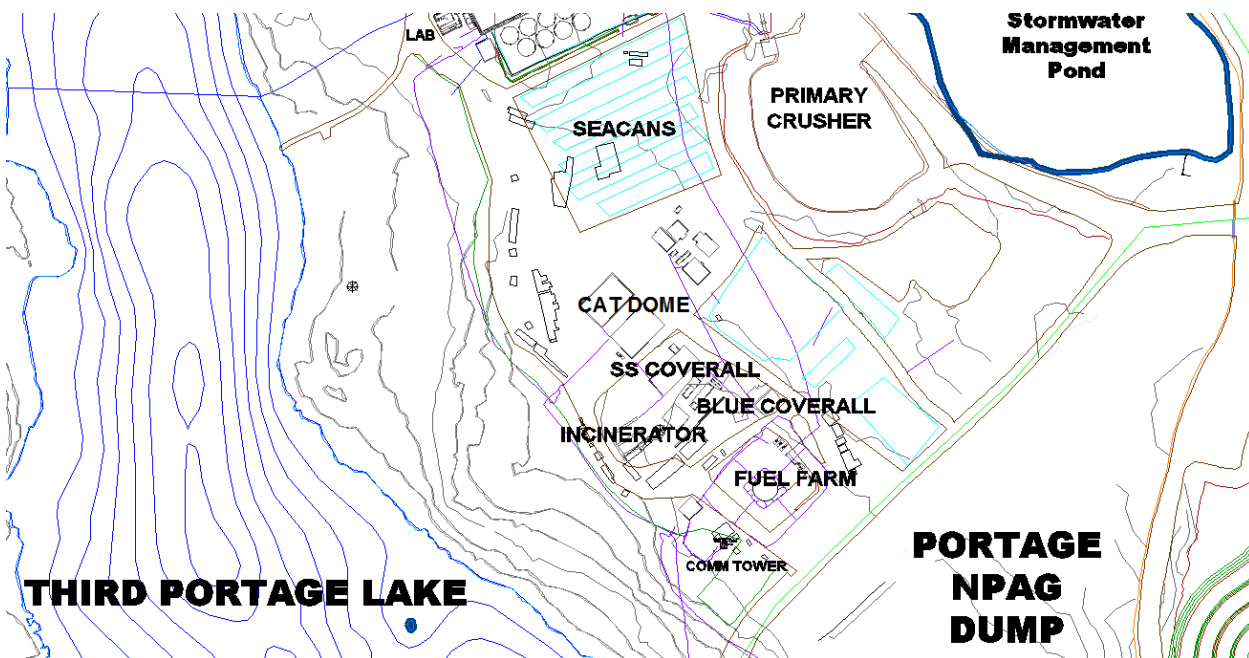 Stormwater
Management
Pond
LAB
PRIMARY
CRUSHER
SEACANS
CAT DOME
SS COVERALL
BLUE COVERALL
INCINERATOR
FUEL FARM
COMM TOWER
PORTAGE
NPAG
DUMP
THIRD PORTAGE LAKE